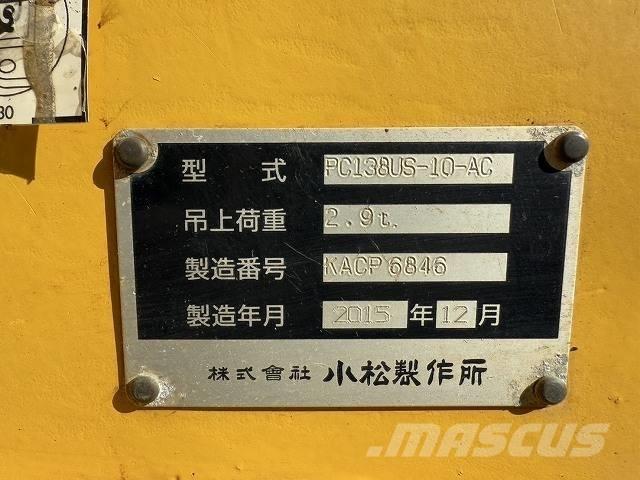 30
型 式 PC138US-10-AC
吊上荷重 2.9t.
製造番号 KACP6846
製造年月 2015 年 12 月
株式會社 小松製作所
MASCUS